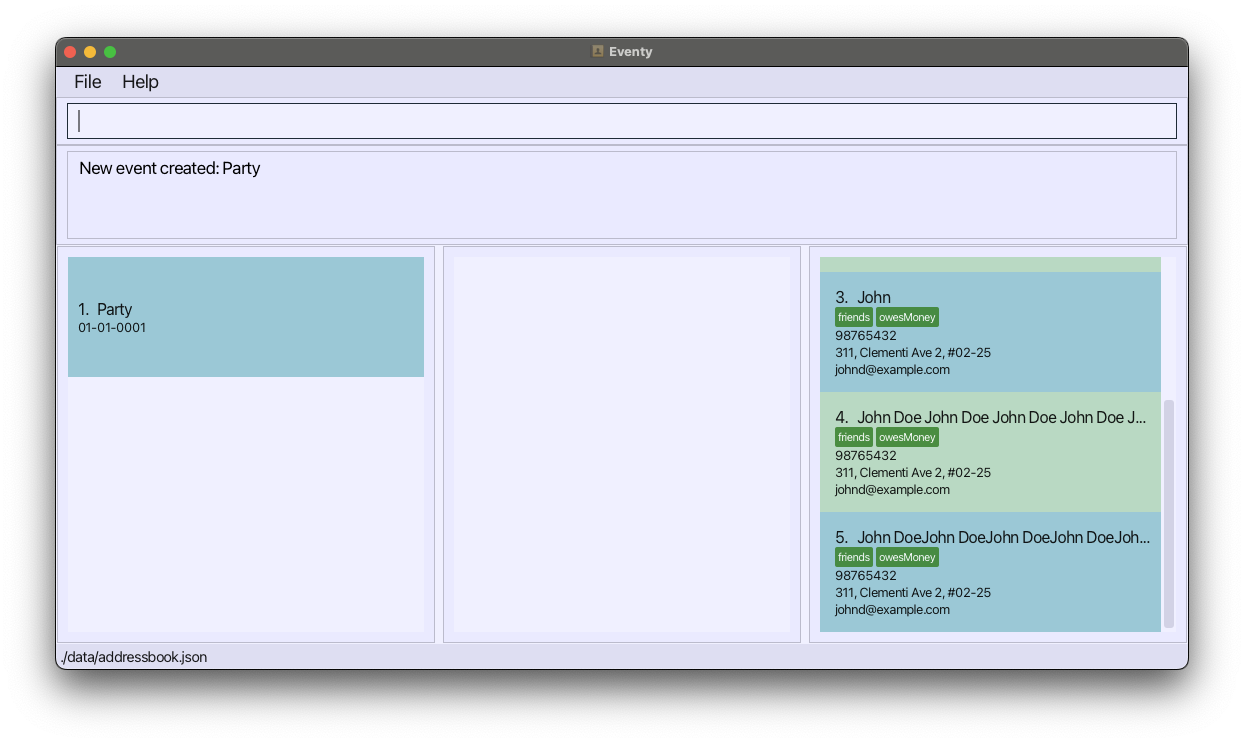 Eventy
File Help
New event created: Party
1. Party
01-01-0001
3. John
friends owesMoney
98765432
311, Clementi Ave 2, #02-25
johnd@example.com
4. John Doe John Doe John Doe John Doe J...
friends owesMoney
98765432
311, Clementi Ave 2, #02-25
johnd@example.com
5. John DoeJohn DoeJohn DoeJohn DoeJoh...
friends owesMoney
98765432
311, Clementi Ave 2, #02-25
johnd@example.com
./data/addressbook.json